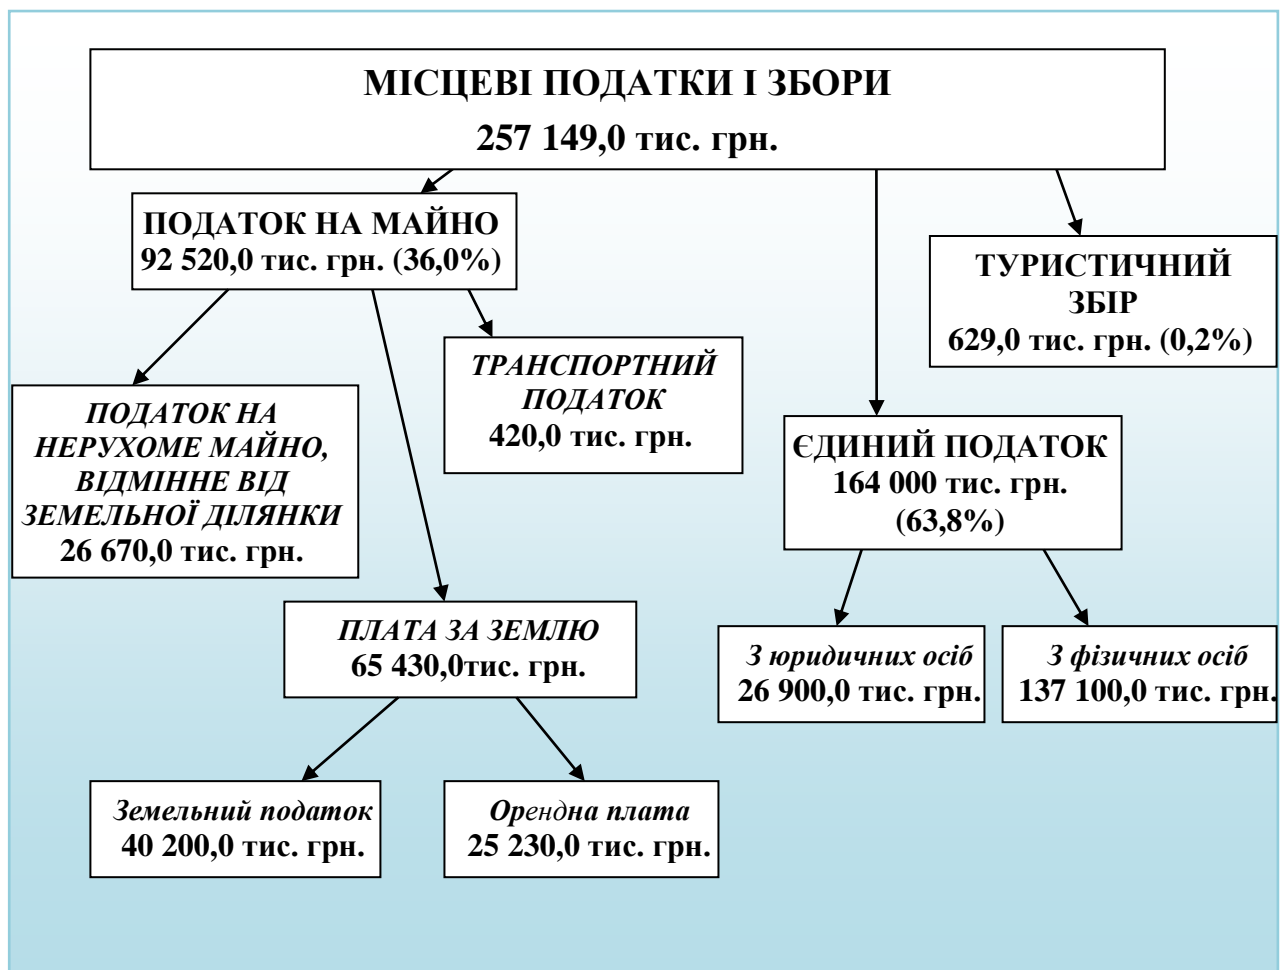 МІСЦЕВІ ПОДАТКИ І ЗБОРИ
257 149,0 тис. грн.
ПОДАТОК НА МАЙНО
92 520,0 тис. грн. (36,0%)
ТУРИСТИЧНИЙ
ЗБІР
629,0 тис. грн. (0,2%)
ТРАНСПОРТНИЙ
ПОДАТОК
420,0 тис. грн.
ПОДАТОК НА
НЕРУХОМЕ МАЙНО,
ВІДМІННЕ ВІД
ЗЕМЕЛЬНОЇ ДІЛЯНКИ
26 670,0 тис. грн.
ЄДИНИЙ ПОДАТОК
164 000 тис. грн.
(63,8%)
ПЛАТА ЗА ЗЕМЛЮ
65 430,0тис. грн.
З юридичних осіб
26 900,0 тис. грн.
З фізичних осіб
137 100,0 тис. грн.
Земельний податок
40 200,0 тис. грн.
Орендна плата
25 230,0 тис. грн.